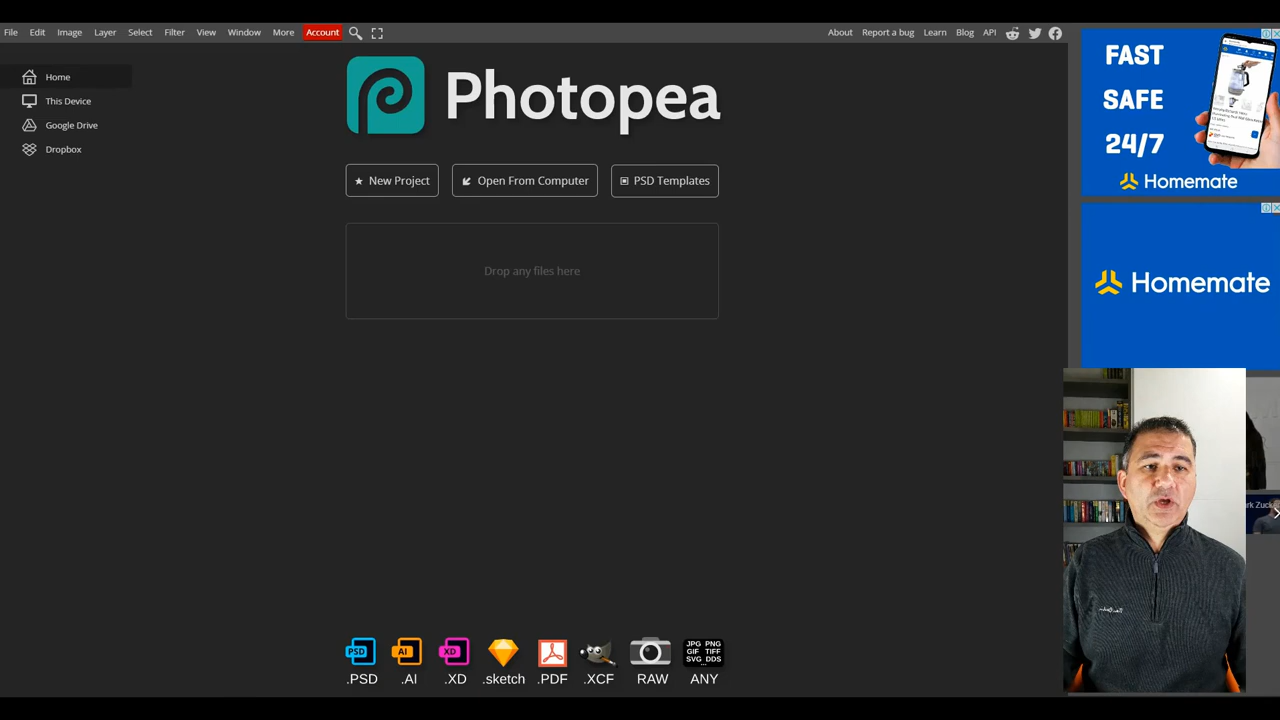 File Edit Image Layer Select Filter View Window More Account
About Report a bug Learn Blog API
Home
This Device
Google Drive
Dropbox
Photopea
New Project
Open From Computer
PSD Templates
Drop any files here
PSD
AI
XD
JPG PNG
GIF TIFF
SVG DDS
...
.PSD .AI .XD .sketch .PDF .XCF RAW ANY
FAST
SAFE
24/7
Homemate
Homemate